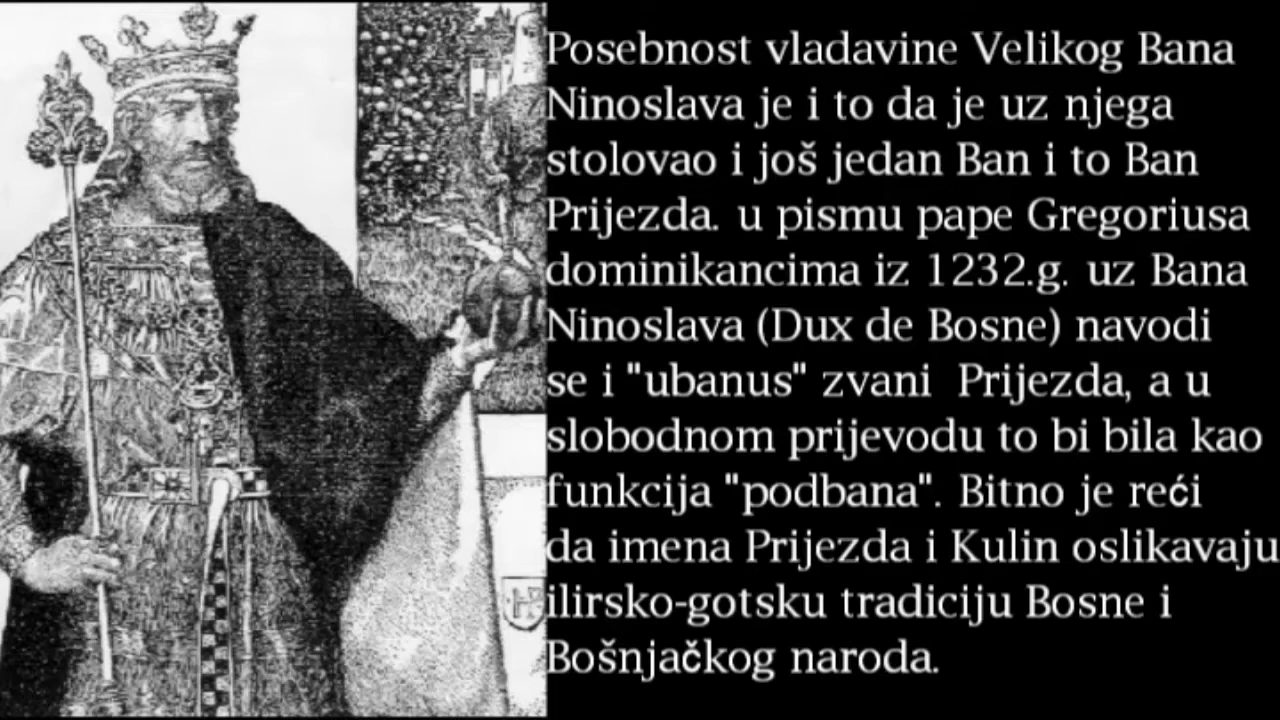 Posebnost vladavine Velikog Bana
Ninoslava je i to da je uz njega
stolovao i još jedan Ban i to Ban
Prijezda. u pismu pape Gregoriusa
dominikancima iz 1232.g. uz Bana
Ninoslava (Dux de Bosne) navodi
se i "ubanus" zvani  Prijezda, a u
slobodnom prijevodu to bi bila kao
funkcija "podbana". Bitno je reći
da imena Prijezda i Kulin oslikavaju
ilirsko-gotsku tradiciju Bosne i
Bošnjačkog naroda.